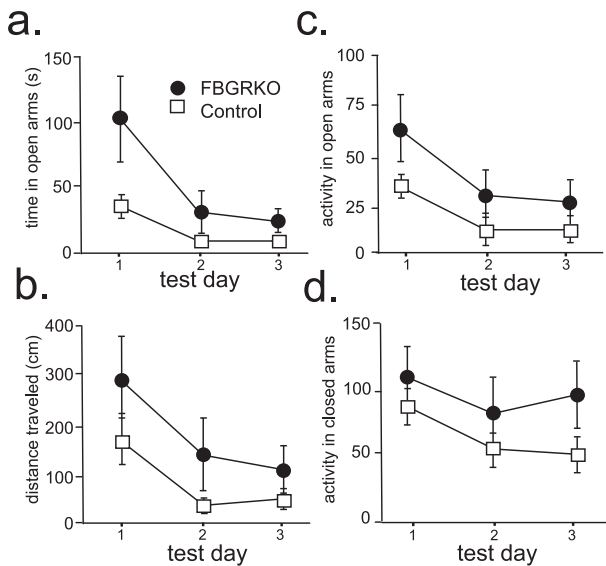 a.
time in open arms (s)
150
100
50
0
FBGRKO
Control
1 2 3
test day
c.
activity in open arms
100
75
50
25
0
1 2 3
test day
b.
distance traveled (cm)
400
300
200
100
0
1 2 3
test day
d.
activity in closed arms
150
100
50
0
1 2 3
test day